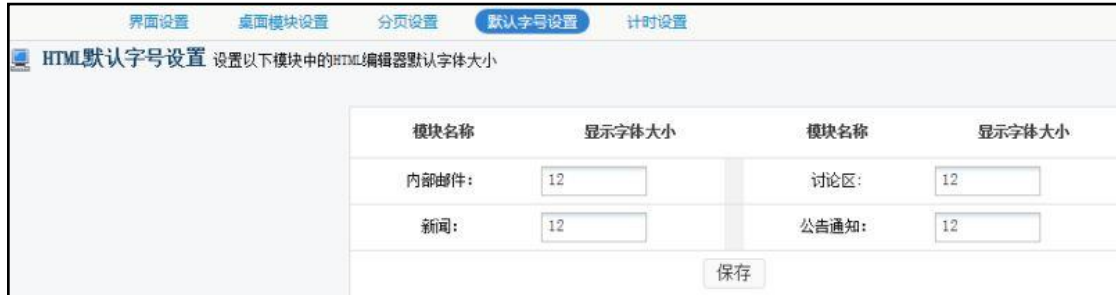 界面设置 桌面模块设置 分页设置 默认字号设置 计时设置
HTML默认字号设置 设置以下模块中的HTML编辑器默认字体大小
模块名称 显示字体大小 模块名称 显示字体大小
内部邮件： 12 讨论区: 12
新闻： 12 公告通知： 12
保存